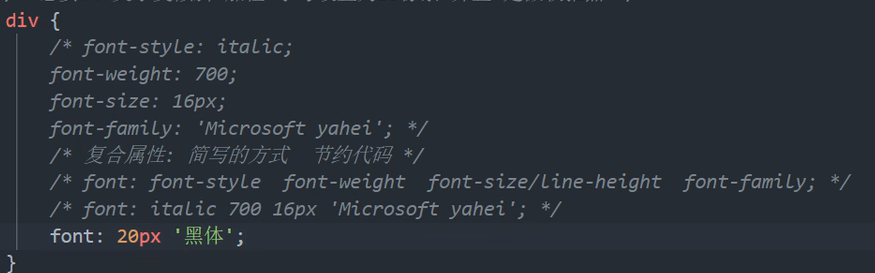 div {
/* font-style: italic;
font-weight: 700;
font-size: 16px;
font-family: 'Microsoft yahei'; */
/* 复合属性: 简写的方式  节约代码 */
/* font: font-style  font-weight  font-size/line-height  font-family; */
/* font: italic 700 16px 'Microsoft yahei'; */
font: 20px '黑体';
}